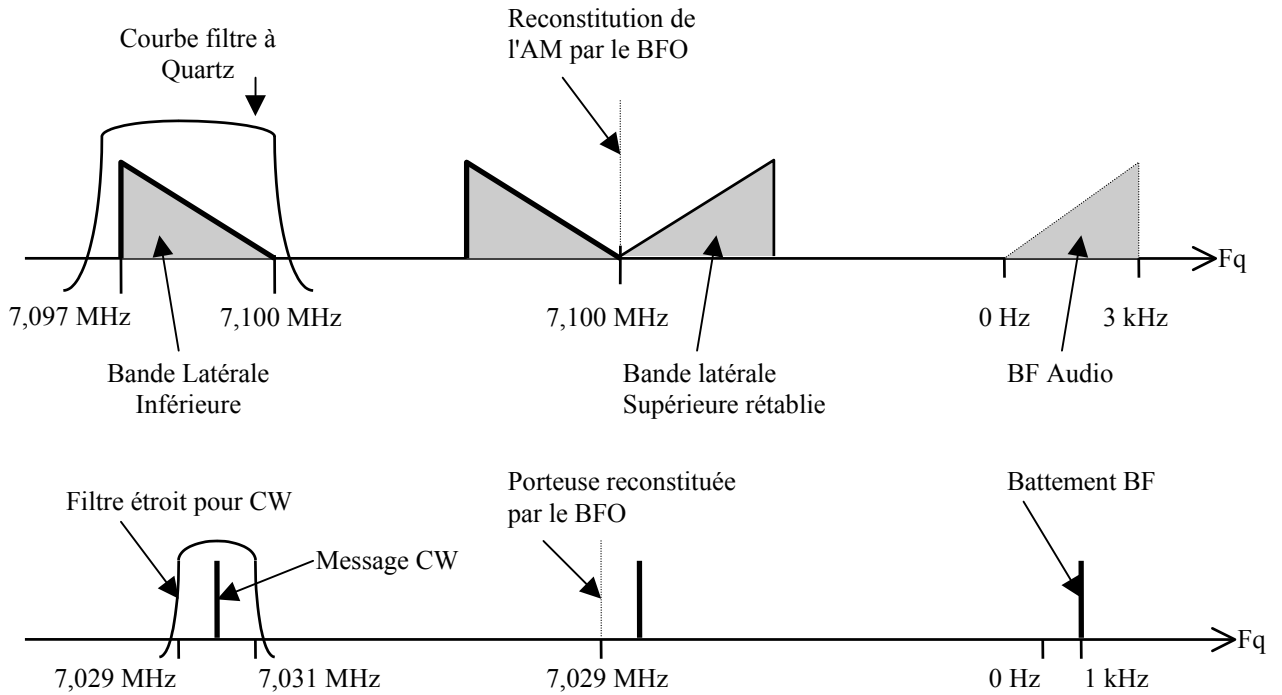 Courbe filtre à
Quartz
Reconstitution de
l'AM par le BFO
Fq
7,097 MHz
7,100 MHz
7,100 MHz
0 Hz
3 kHz
Bande Latérale
Inférieure
Bande latérale
Supérieure rétablie
BF Audio
Filtre étroit pour CW
Message CW
Porteuse reconstituée
par le BFO
Battement BF
Fq
7,029 MHz
7,031 MHz
7,029 MHz
0 Hz
1 kHz